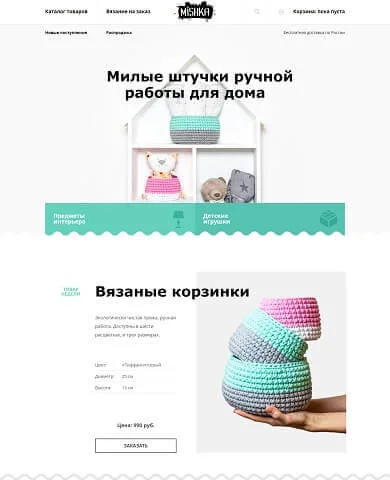 Каталог товаров
Вязание на заказ
MiSHKA
Корзина: пока пуста
Новые поступления
Распродажа
Бесплатная доставка по России
Милые штучки ручной
работы для дома
Предметы
интерьера
Детские
игрушки
ТОВАР
НЕДЕЛИ
Вязаные корзинки
Экологически чистая пряжа, ручная
работа. Доступны в шести
расцветках, и трех размерах.
Цвет:
Диаметр:
25 см
Высота:
15 см
Цена: 990 руб.
ЗАКАЗАТЬ